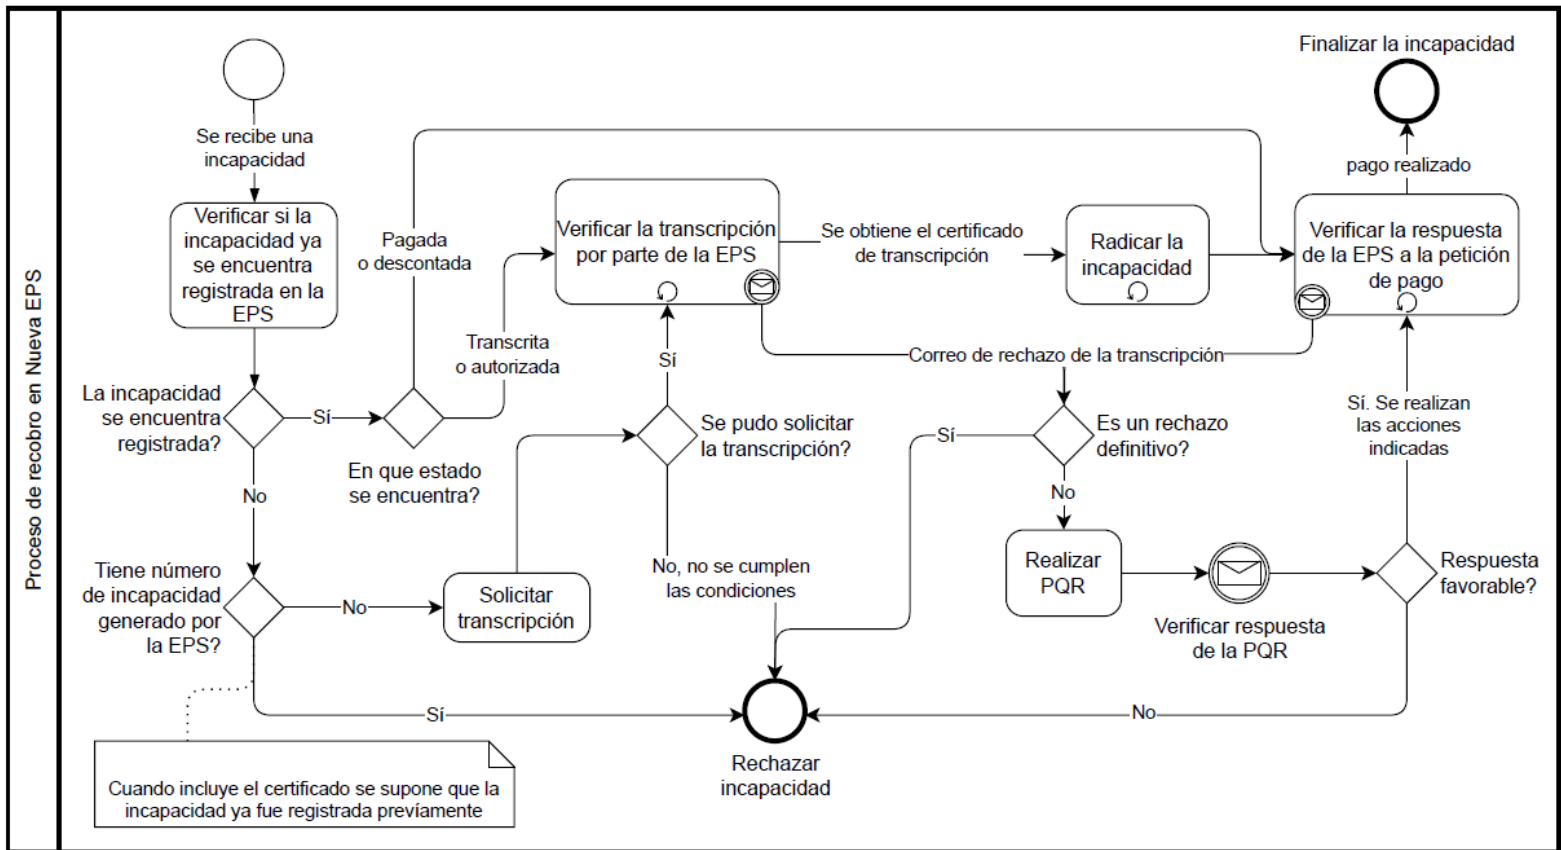 Proceso de recobro en Nueva EPS
Se recibe una
incapacidad
Verificar si la
incapacidad ya
se encuentra
registrada en la
EPS
La incapacidad
se encuentra
registrada?
Sí
No
En que estado
se encuentra?
Pagada
o descontada
Transcrita
o autorizada
Tiene número
de incapacidad
generado por
la EPS?
No
Sí
Cuando incluye el certificado se supone que la
incapacidad ya fue registrada prevíamente
Solicitar
transcripción
Se pudo solicitar
la transcripción?
Sí
No, no se cumplen
las condiciones
Verificar la transcripción
por parte de la EPS
Se obtiene el certificado
de transcripción
Radicar la
incapacidad
Verificar la respuesta
de la EPS a la petición
de pago
pago realizado
Finalizar la incapacidad
Correo de rechazo de la transcripción
Es un rechazo
definitivo?
Sí
No
Realizar
PQR
Verificar respuesta
de la PQR
Respuesta
favorable?
Sí. Se realizan
las acciones
indicadas
No
Rechazar
incapacidad